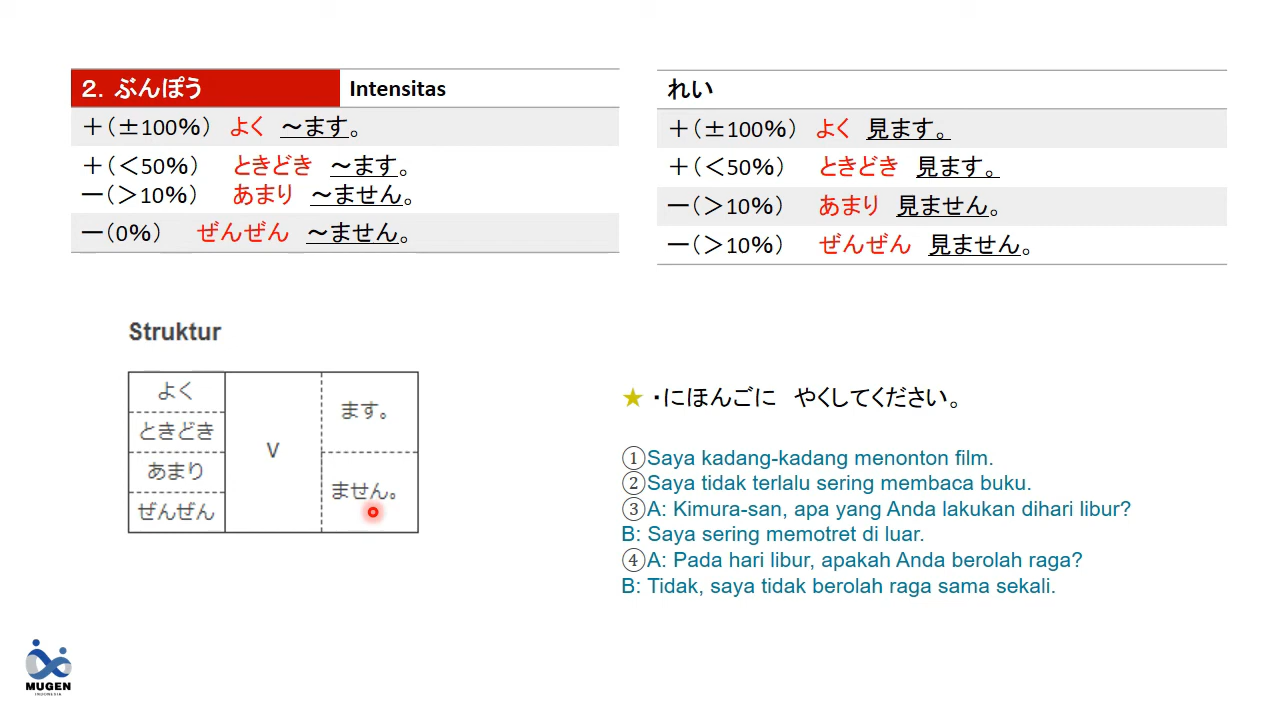 ２．ぶんぽう Intensitas
＋（±100％） よく ～ます。
＋（＜50％） ときどき ～ます。
ー（＞10％） あまり ～ません。
ー（0％） ぜんぜん ～ません。
れい
＋（±100％） よく 見ます。
＋（＜50％） ときどき 見ます。
ー（＞10％） あまり 見ません。
ー（＞10％） ぜんぜん 見ません。
Struktur
よく
ときどき
あまり
ぜんぜん
V
ます。
ません。
★・にほんごに やくしてください。
①Saya kadang-kadang menonton film.
②Saya tidak terlalu sering membaca buku.
③A: Kimura-san, apa yang Anda lakukan dihari libur?
B: Saya sering memotret di luar.
④A: Pada hari libur, apakah Anda berolah raga?
B: Tidak, saya tidak berolah raga sama sekali.
MUGEN
INDONESIA